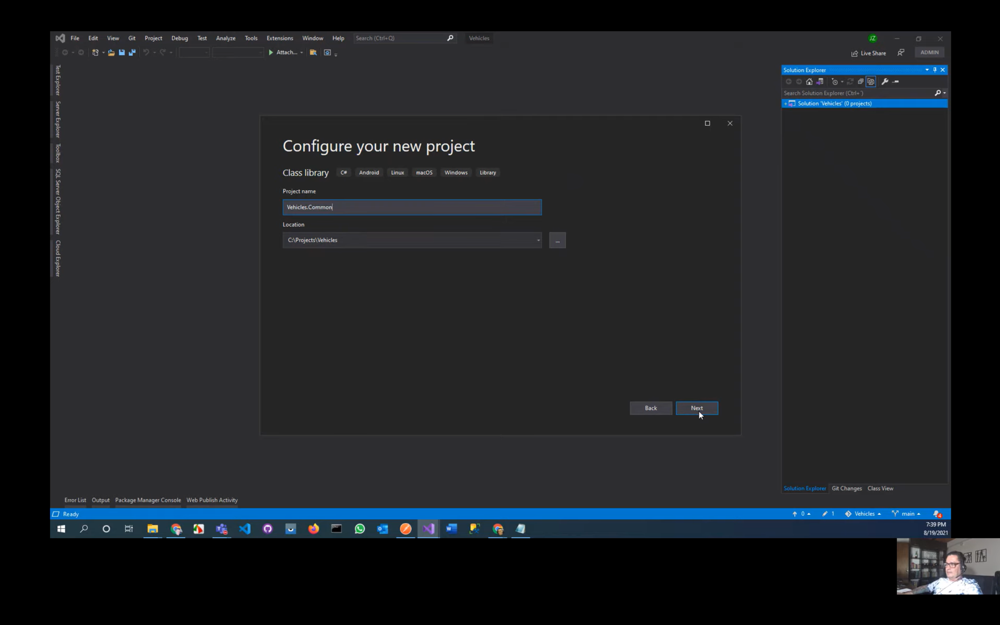 File Edit View Git Project Debug Test Analyze Tools Extensions Window Help Search (Ctrl+Q) Vehicles JZ
Attach... Live Share ADMIN
Test Explorer
Server Explorer
Toolbox
SQL Server Object Explorer
Cloud Explorer
Solution Explorer
Search Solution Explorer (Ctrl+¨)
Solution 'Vehicles' (0 projects)
Configure your new project
Class library C# Android Linux macOS Windows Library
Project name
Vehicles.Common
Location
C:\Projects\Vehicles
...
Back Next
Solution Explorer Git Changes Class View
Error List Output Package Manager Console Web Publish Activity
Ready 0 1 Vehicles main 4
7:39 PM
8/19/2021